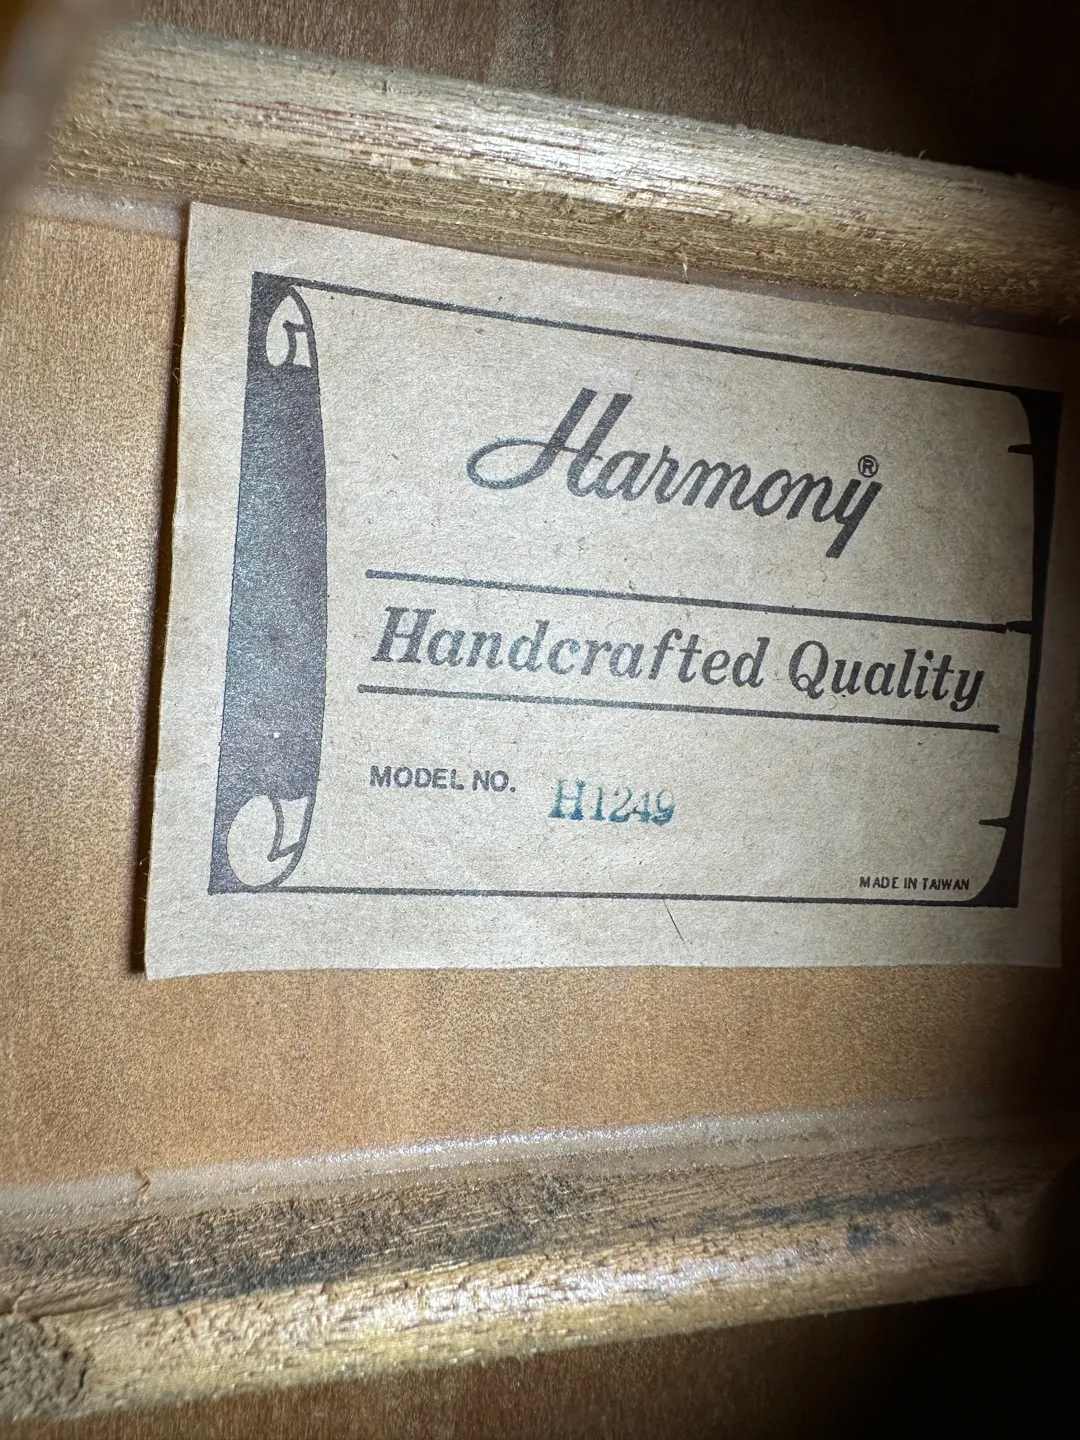 Harmony®
Handcrafted Quality
MODEL NO. H1249
MADE IN TAIWAN